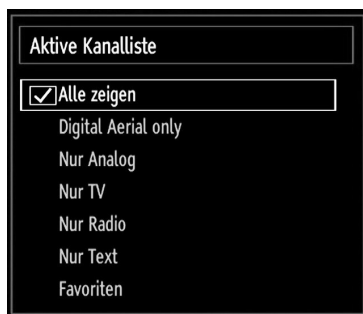 Aktive Kanalliste
Alle zeigen
Digital Aerial only
Nur Analog
Nur TV
Nur Radio
Nur Text
Favoriten